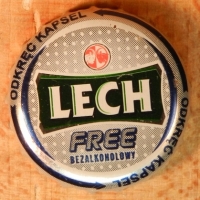 ODKRĘĆ KAPSEL
LECH
FREE
BEZALKOHOLOWY
ODKRĘĆ KAPSEL